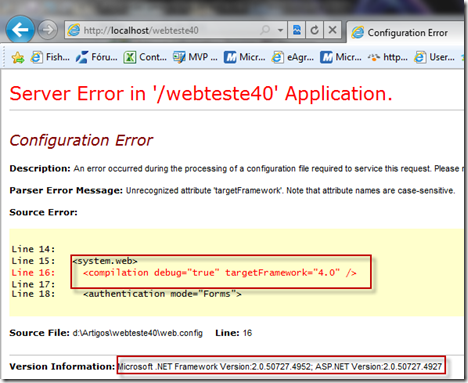 http://localhost/webteste40
Configuration Error
Fish...
Fóru...
Cont...
MVP ...
Micr...
eAgr...
Micr...
http...
User...
Server Error in '/webteste40' Application.
Configuration Error
Description: An error occurred during the processing of a configuration file required to service this request. Please
Parser Error Message: Unrecognized attribute 'targetFramework'. Note that attribute names are case-sensitive.
Source Error:
Line 14:
Line 15: <system.web>
Line 16: <compilation debug="true" targetFramework="4.0" />
Line 17:
Line 18: <authentication mode="Forms">
Source File: d:\Artigos\webteste40\web.config Line: 16
Version Information: Microsoft .NET Framework Version:2.0.50727.4952; ASP.NET Version:2.0.50727.4927